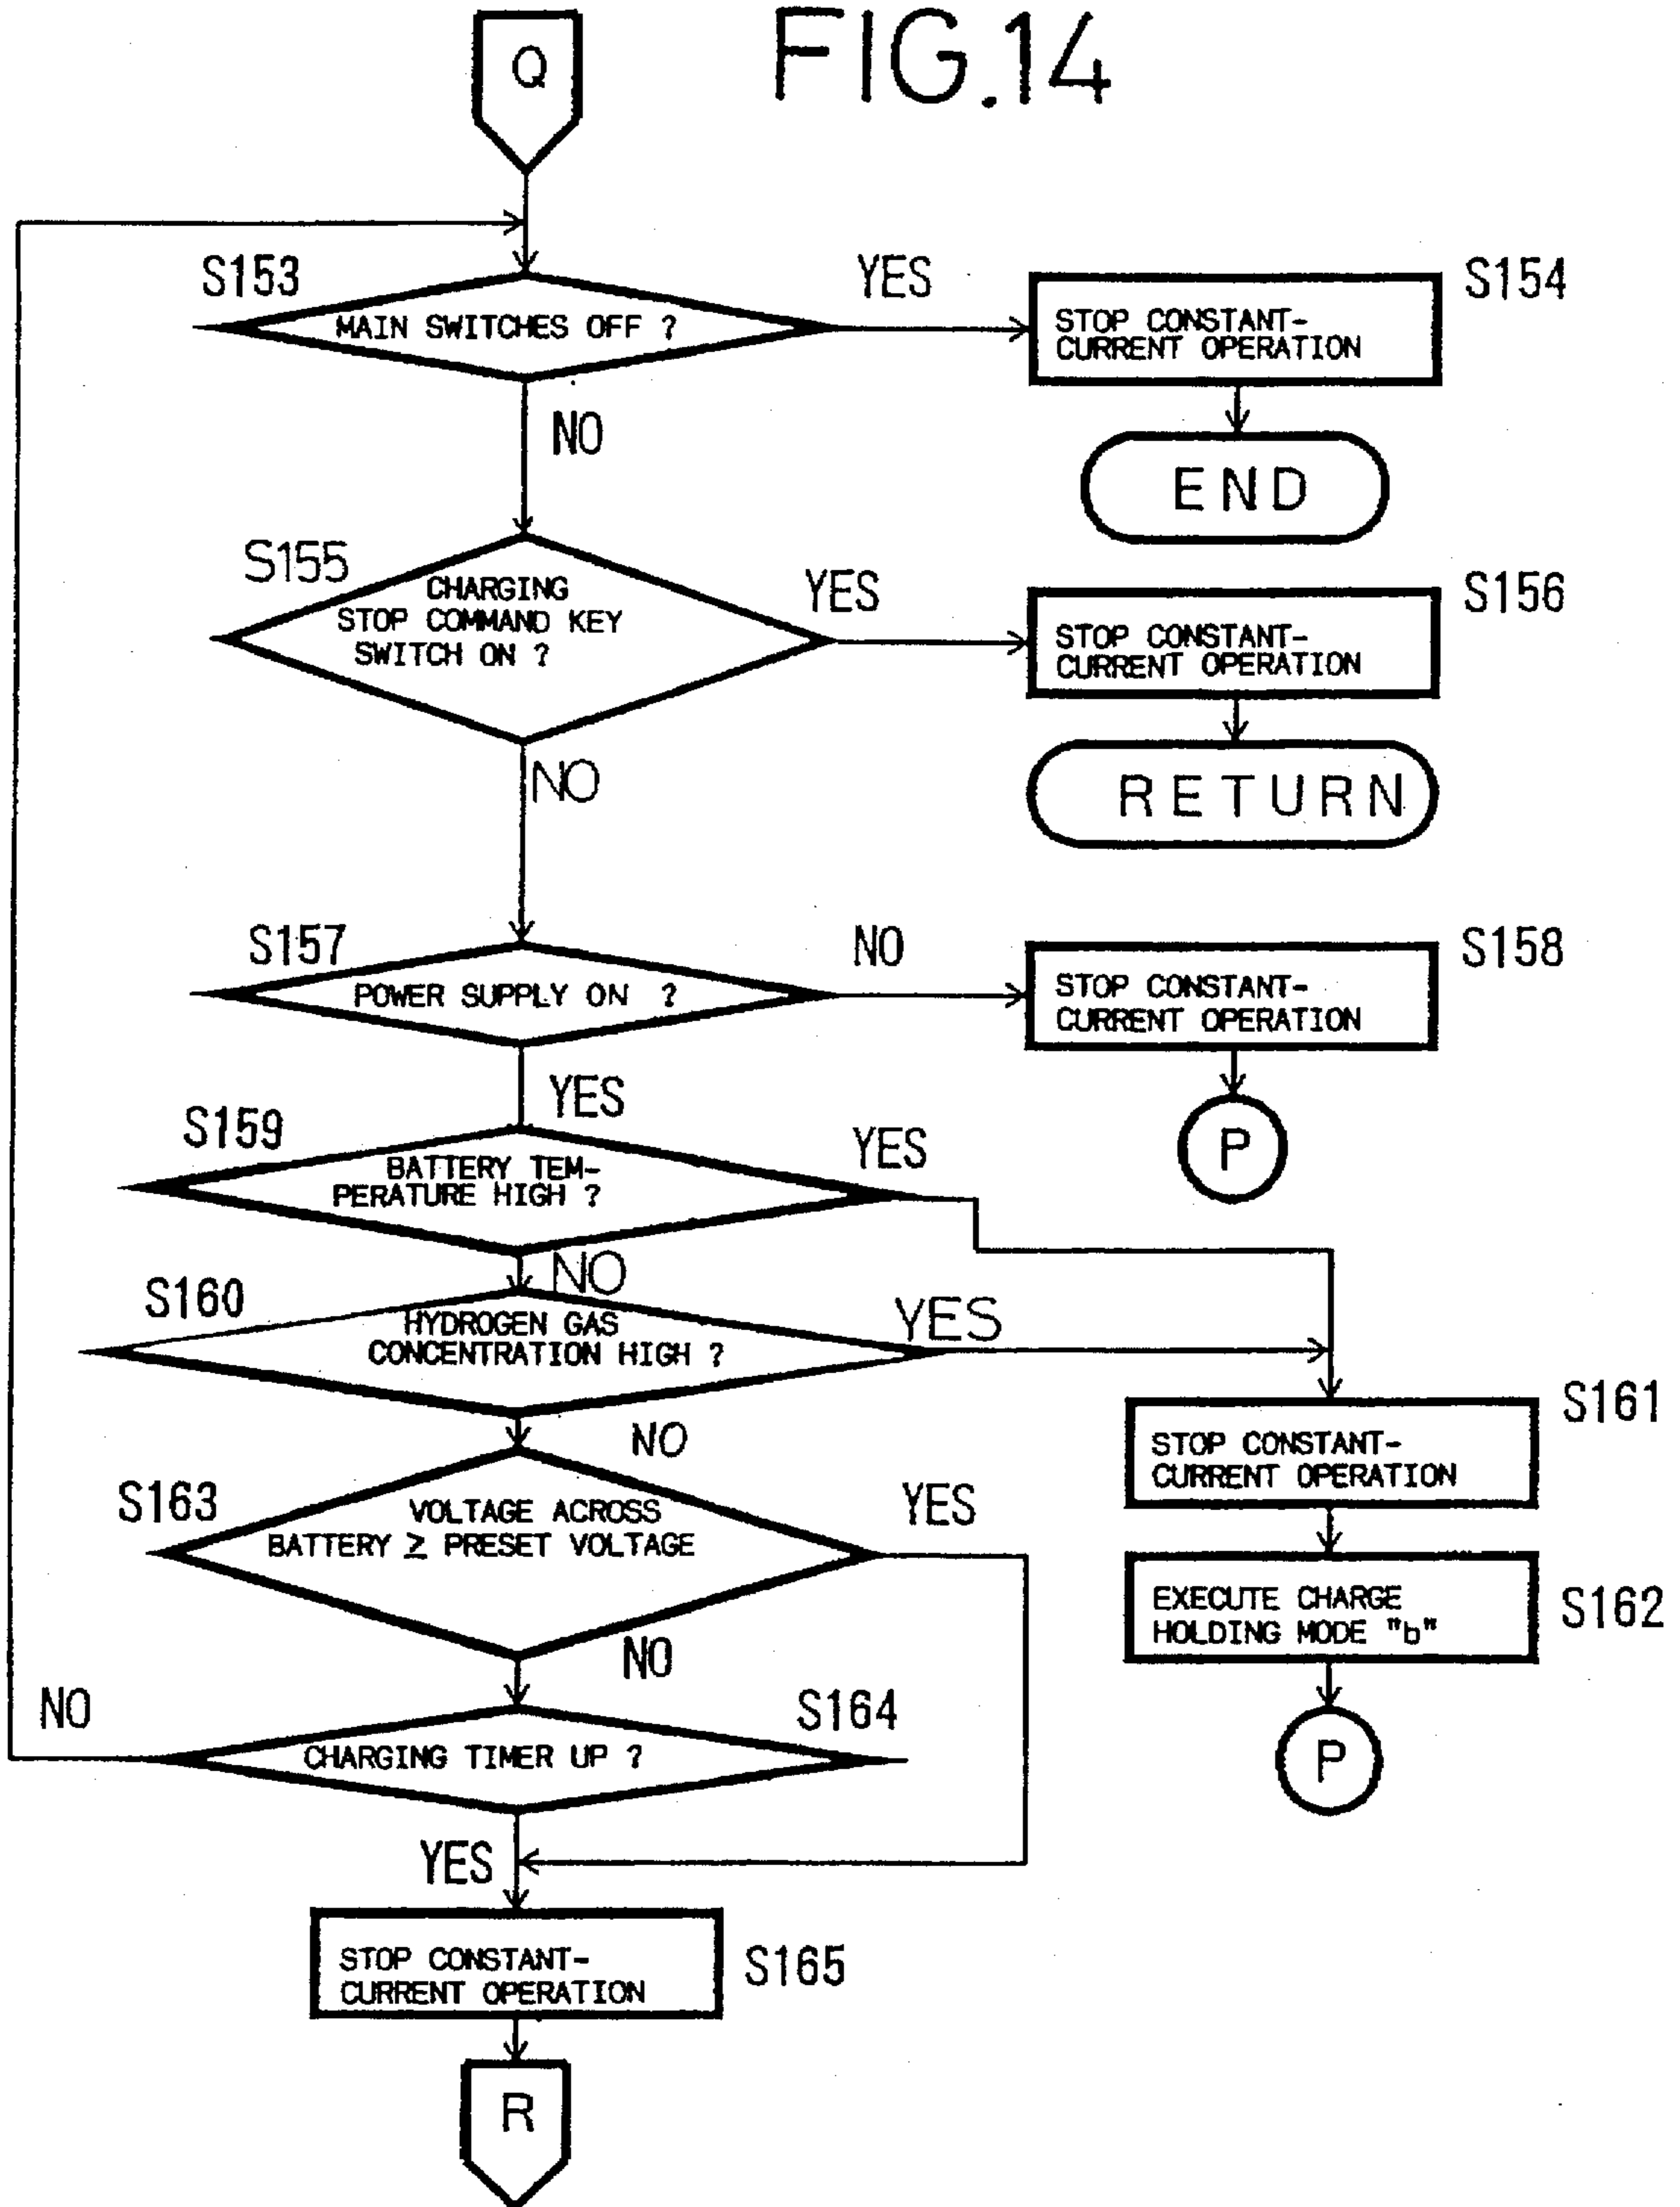 FIG.14
Q
S153
MAIN SWITCHES OFF ?
YES
S154
STOP CONSTANT-
CURRENT OPERATION
NO
END
S155
CHARGING
STOP COMMAND KEY
SWITCH ON ?
YES
S156
STOP CONSTANT-
CURRENT OPERATION
NO
RETURN
S157
POWER SUPPLY ON ?
NO
S158
STOP CONSTANT-
CURRENT OPERATION
YES
P
S159
BATTERY TEM-
PERATURE HIGH ?
YES
NO
S160
HYDROGEN GAS
CONCENTRATION HIGH ?
YES
NO
S161
STOP CONSTANT-
CURRENT OPERATION
S163
VOLTAGE ACROSS
BATTERY ≥ PRESET VOLTAGE
YES
NO
S162
EXECUTE CHARGE
HOLDING MODE "b"
P
S164
CHARGING TIMER UP ?
NO
YES
S165
STOP CONSTANT-
CURRENT OPERATION
R